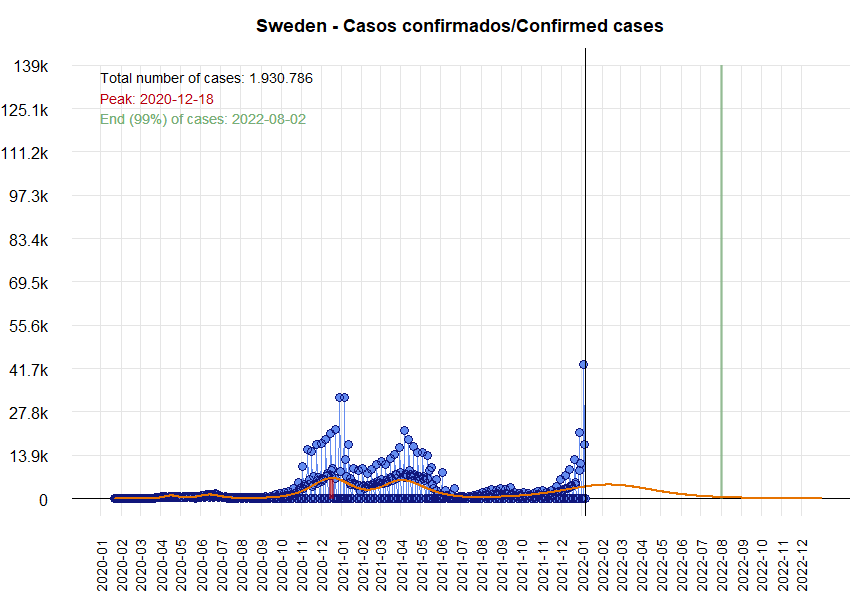 Sweden - Casos confirmados/Confirmed cases
139k
Total number of cases: 1.930.786
Peak: 2020-12-18
125.1k
End (99%) of cases: 2022-08-02
111.2k
97.3k
83.4k
69.5k
55.6k
41.7k
27.8k
13.9k
0
2020-01
2020-02
2020-03
2020-04
2020-05
2020-06
2020-07
2020-08
2020-09
2020-10
2020-11
2020-12
2021-01
2021-02
2021-03
2021-04
2021-05
2021-06
2021-07
2021-08
2021-09
2021-10
2021-11
2021-12
2022-01
2022-02
2022-03
2022-04
2022-05
2022-06
2022-07
2022-08
2022-09
2022-10
2022-11
2022-12